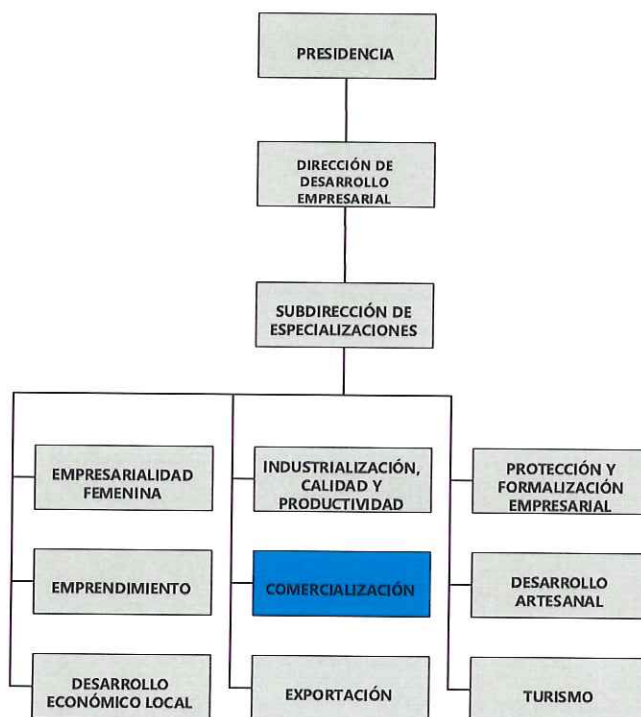 PRESIDENCIA
DIRECCIÓN DE
DESARROLLO
EMPRESARIAL
SUBDIRECCIÓN DE
ESPECIALIZACIONES
EMPRESARIALIDAD
FEMENINA
INDUSTRIALIZACIÓN,
CALIDAD Y
PRODUCTIVIDAD
PROTECCIÓN Y
FORMALIZACIÓN
EMPRESARIAL
EMPRENDIMIENTO
COMERCIALIZACIÓN
DESARROLLO
ARTESANAL
DESARROLLO
ECONÓMICO LOCAL
EXPORTACIÓN
TURISMO